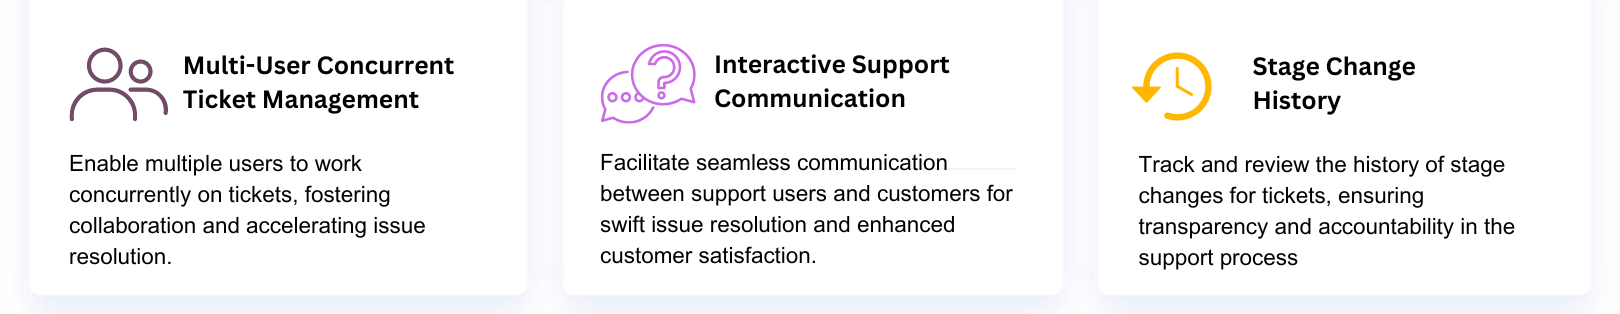 Multi-User Concurrent
Ticket Management
Enable multiple users to work
concurrently on tickets, fostering
collaboration and accelerating issue
resolution.
Interactive Support
Communication
Facilitate seamless communication
between support users and customers for
swift issue resolution and enhanced
customer satisfaction.
Stage Change
History
Track and review the history of stage
changes for tickets, ensuring
transparency and accountability in the
support process